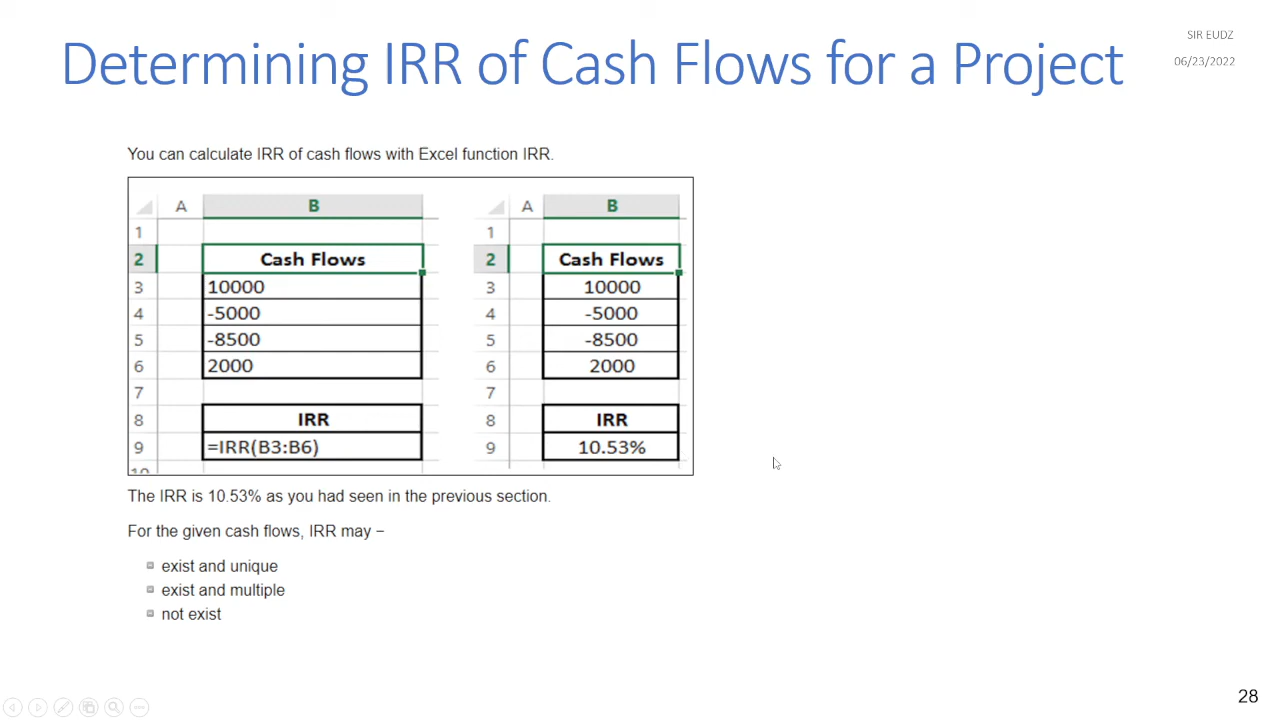 Determining IRR of Cash Flows for a Project
SIR EUDZ
06/23/2022
You can calculate IRR of cash flows with Excel function IRR.
A B A B
1 1
2 Cash Flows 2 Cash Flows
3 10000 3 10000
4 -5000 4 -5000
5 -8500 5 -8500
6 2000 6 2000
7 7
8 IRR 8 IRR
9 =IRR(B3:B6) 9 10.53%
10
The IRR is 10.53% as you had seen in the previous section.
For the given cash flows, IRR may −
exist and unique
exist and multiple
not exist
28